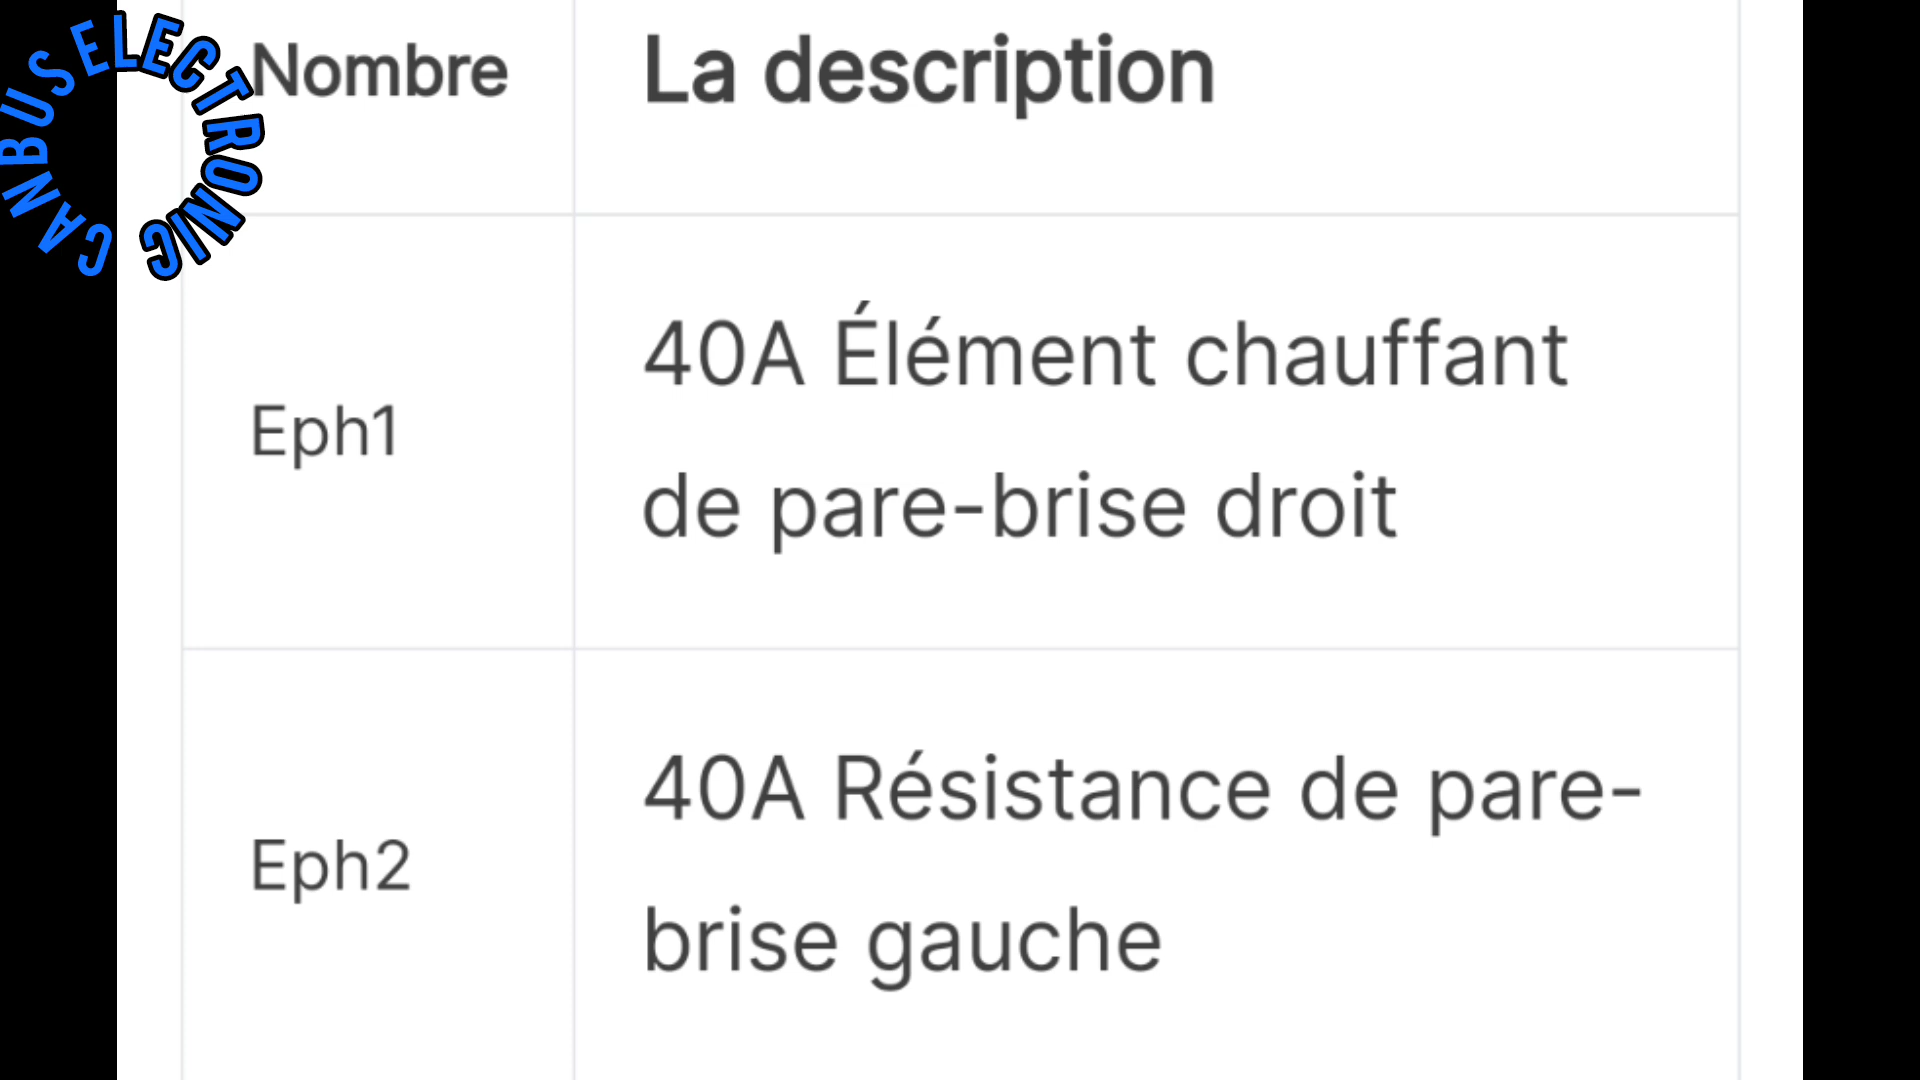 CANBUS ELECTRONIC
Nombre
La description
Eph1
40A Élément chauffant
de pare-brise droit
Eph2
40A Résistance de pare-
brise gauche